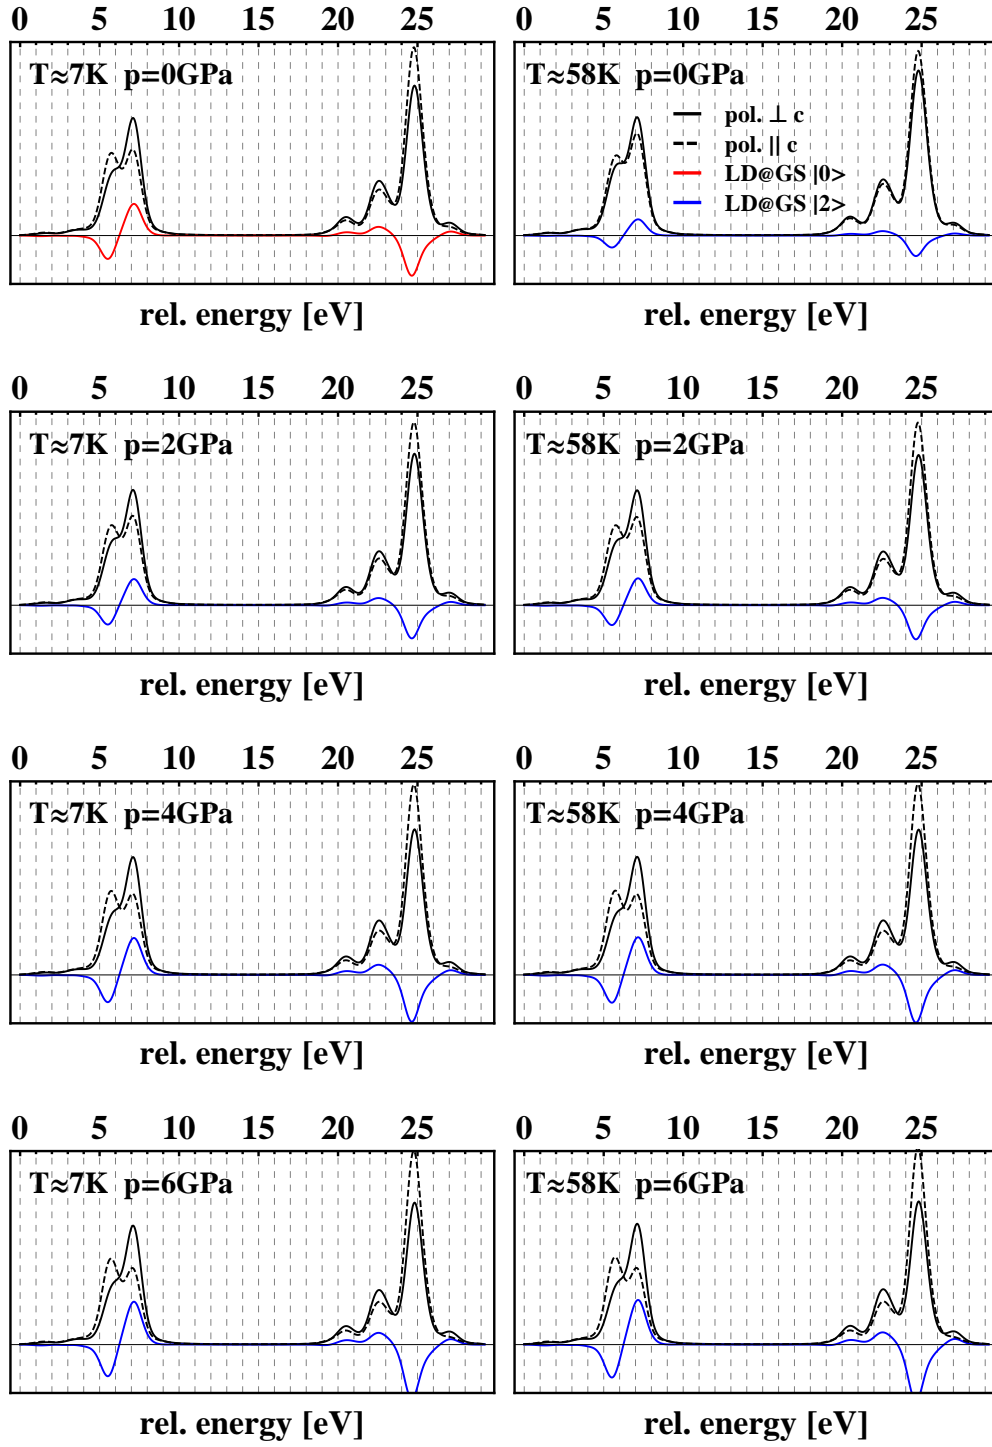 0 5 10 15 20 25 0 5 10 15 20 25
T≈7K p=0GPa T≈58K p=0GPa
pol. ⊥ c
pol. || c
LD@GS |0>
LD@GS |2>
rel. energy [eV] rel. energy [eV]
0 5 10 15 20 25 0 5 10 15 20 25
T≈7K p=2GPa T≈58K p=2GPa
rel. energy [eV] rel. energy [eV]
0 5 10 15 20 25 0 5 10 15 20 25
T≈7K p=4GPa T≈58K p=4GPa
rel. energy [eV] rel. energy [eV]
0 5 10 15 20 25 0 5 10 15 20 25
T≈7K p=6GPa T≈58K p=6GPa
rel. energy [eV] rel. energy [eV]